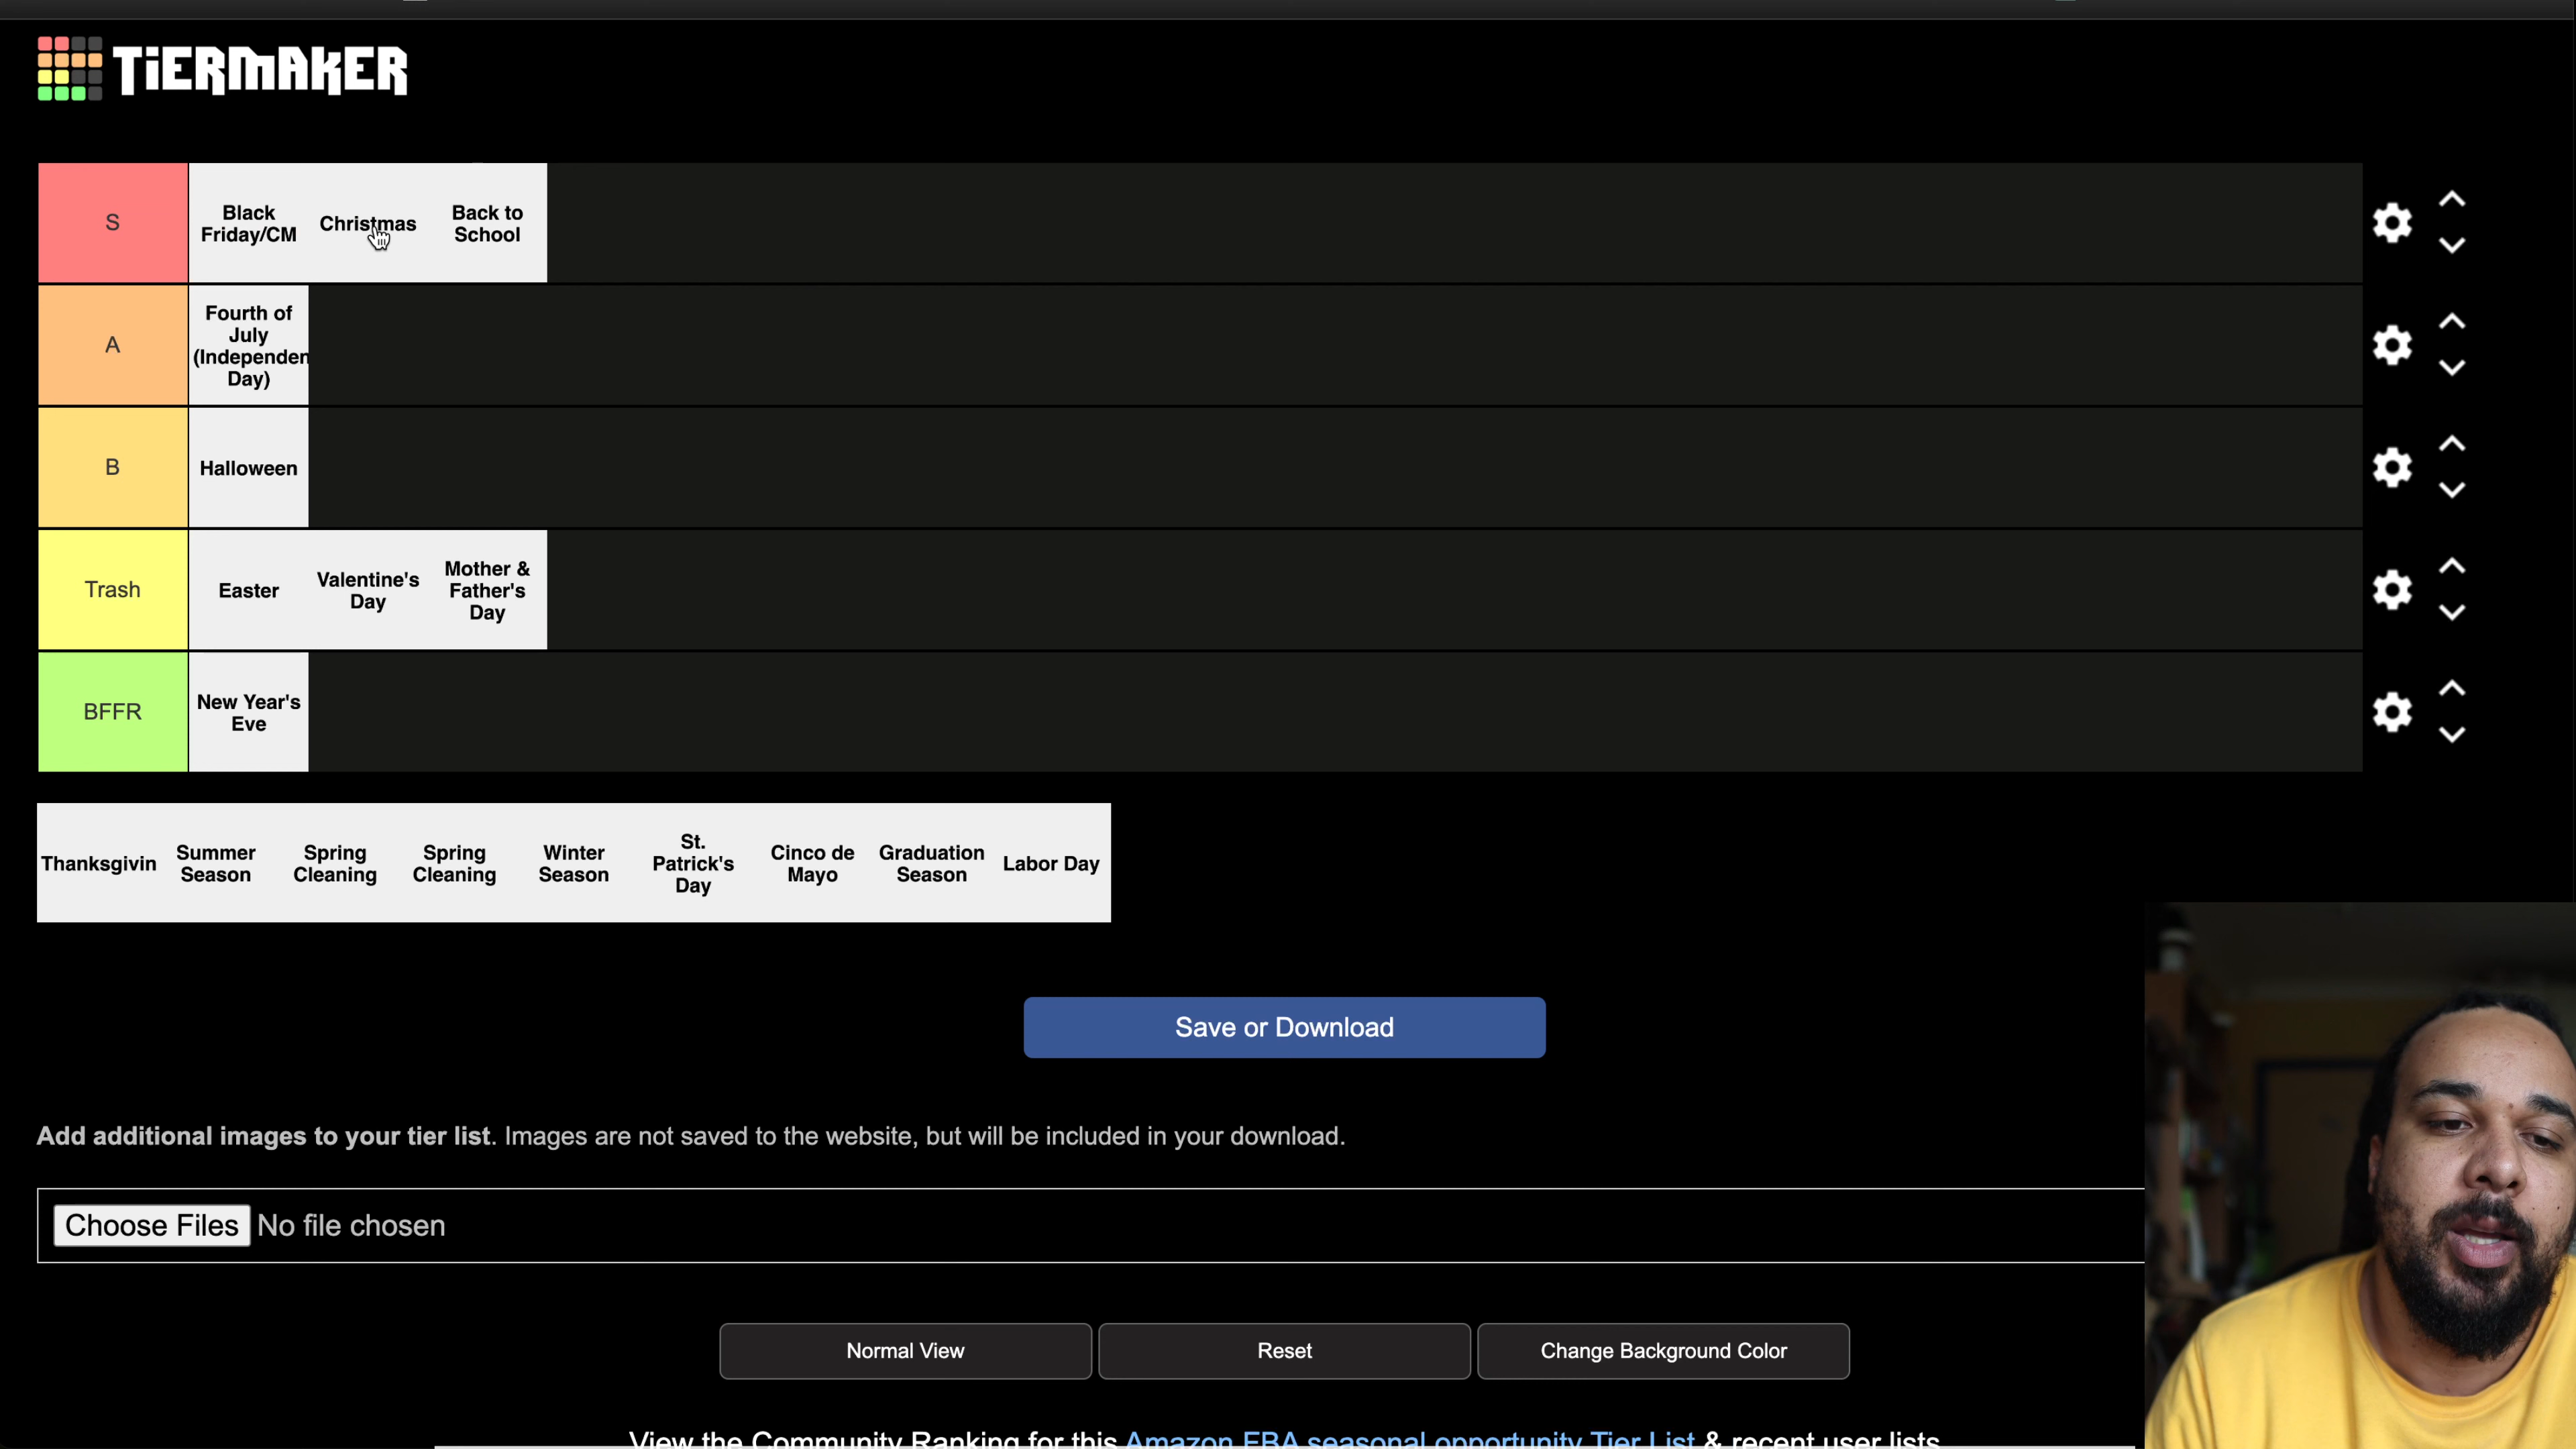 TiERMAKER
S
Black
Friday/CM
Christmas
Back to
School
A
Fourth of
July
(Independen
Day)
B
Halloween
Trash
Easter
Valentine's
Day
Mother &
Father's
Day
BFFR
New Year's
Eve
Thanksgivin
Summer
Season
Spring
Cleaning
Spring
Cleaning
Winter
Season
St.
Patrick's
Day
Cinco de
Mayo
Graduation
Season
Labor Day
Save or Download
Add additional images to your tier list. Images are not saved to the website, but will be included in your download.
Choose Files No file chosen
Normal View
Reset
Change Background Color
View the Community Ranking for this Amazon FBA seasonal opportunity Tier List & recent user lists